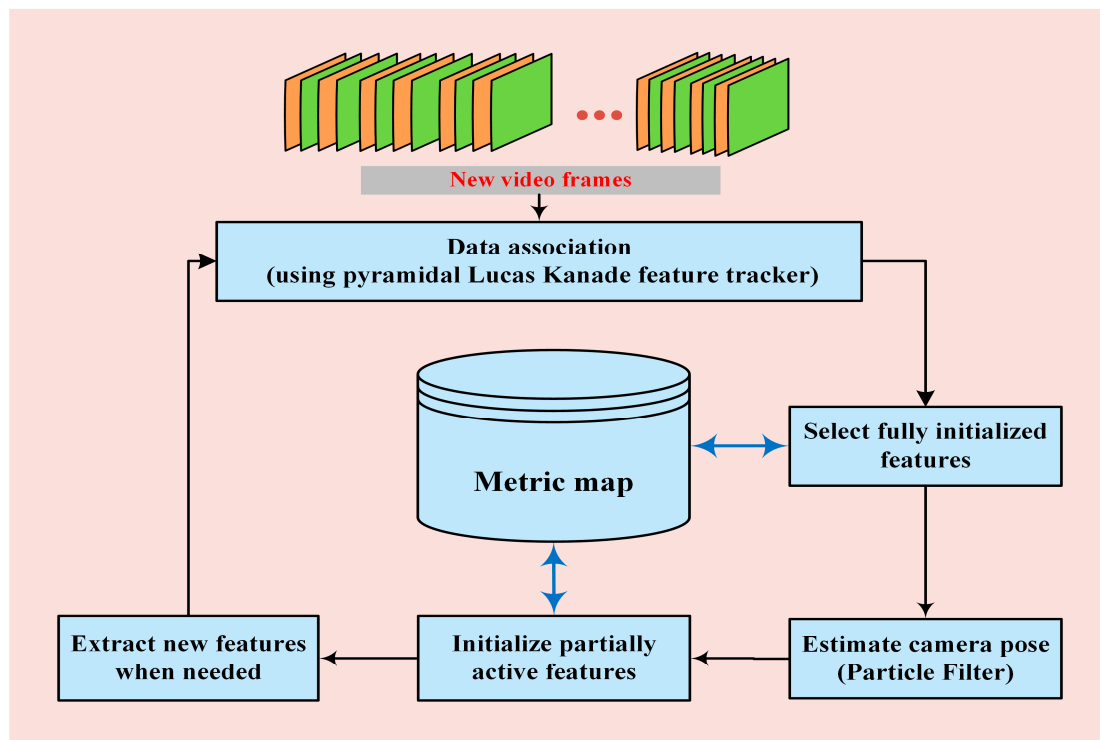 New video frames
Data association
(using pyramidal Lucas Kanade feature tracker)
Select fully initialized
features
Metric map
Extract new features
when needed
Initialize partially
active features
Estimate camera pose
(Particle Filter)